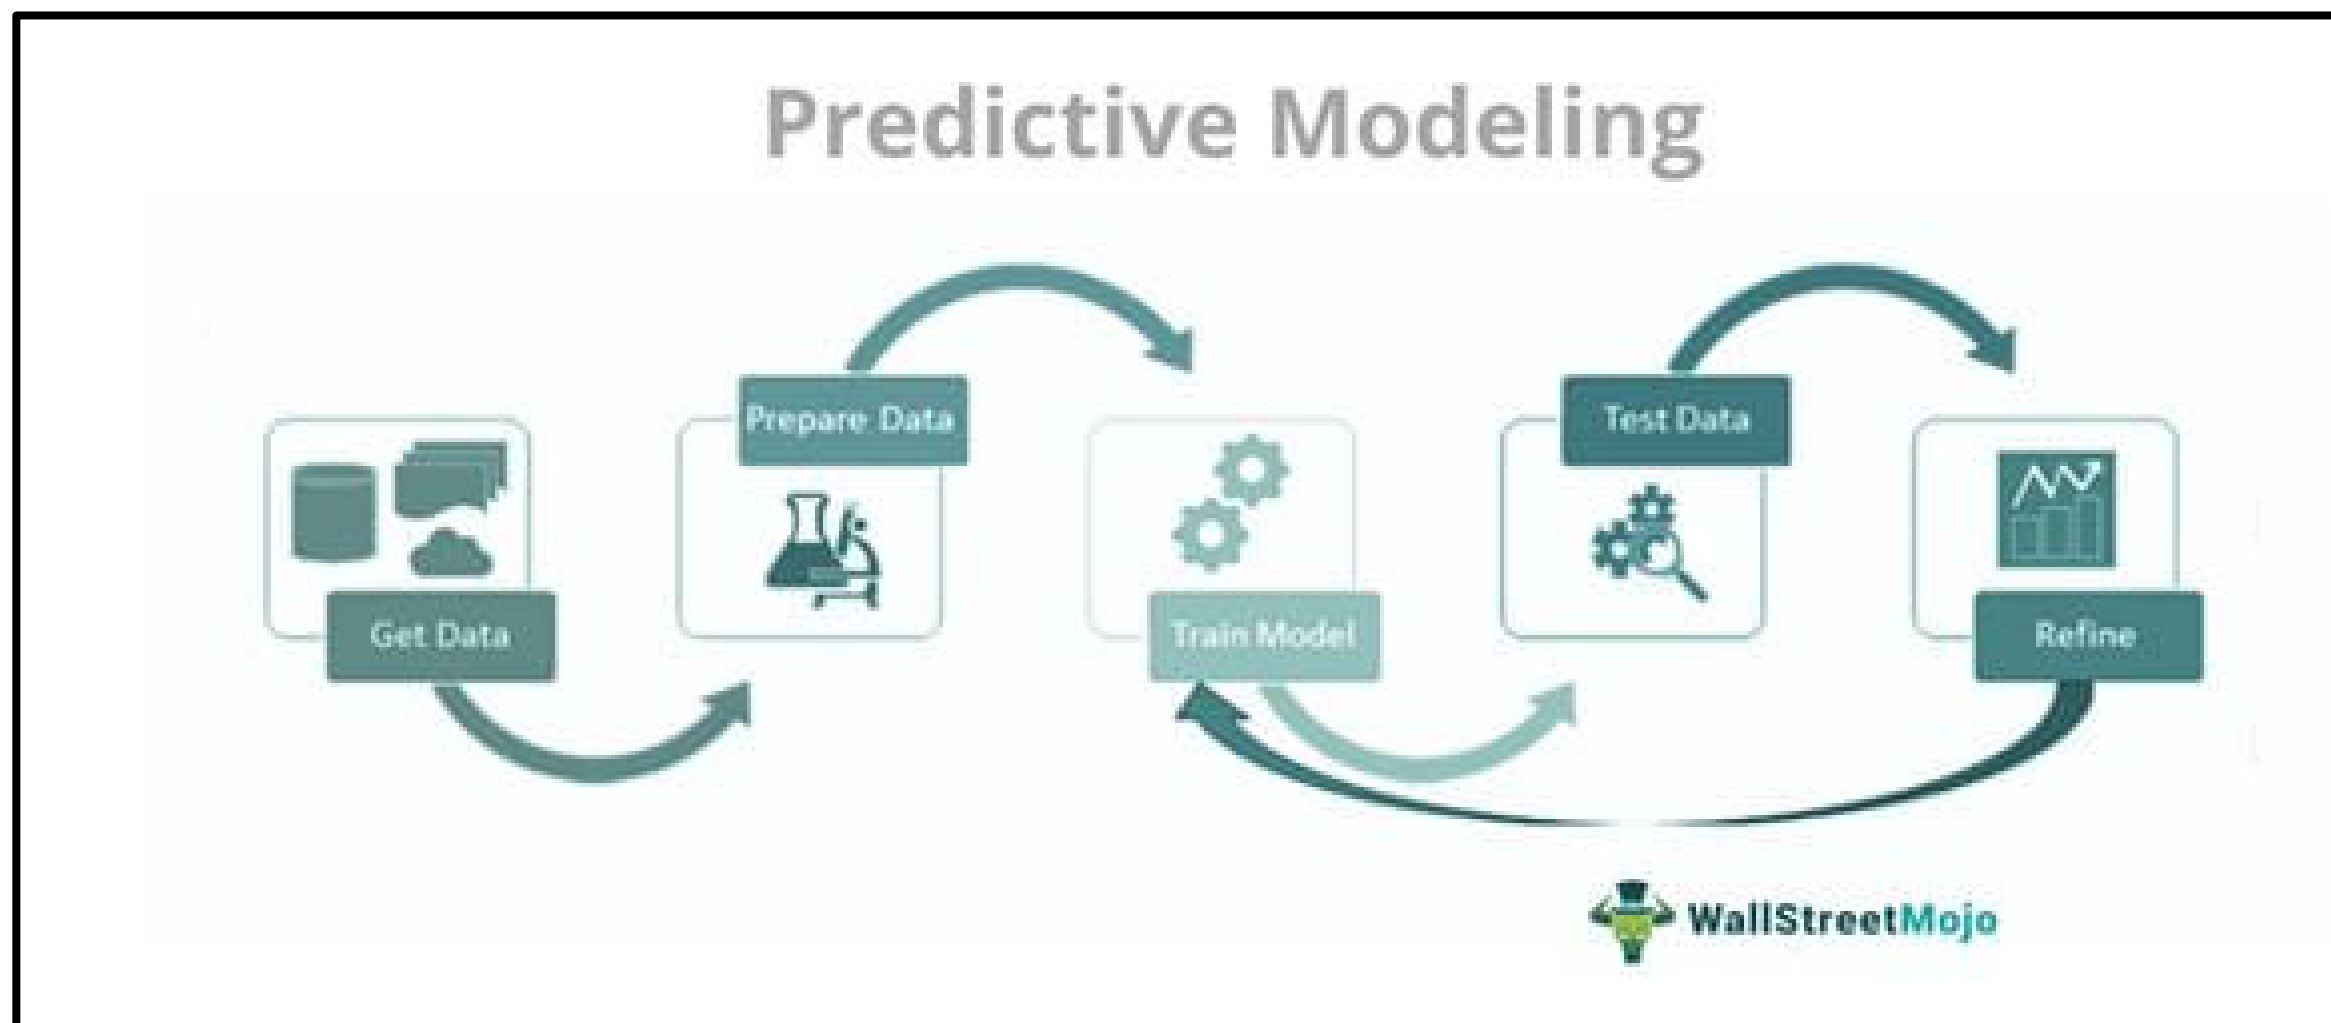 Predictive Modeling
Prepare Data
Test Data
Get Data
Train Model
Refine
WallStreetMojo